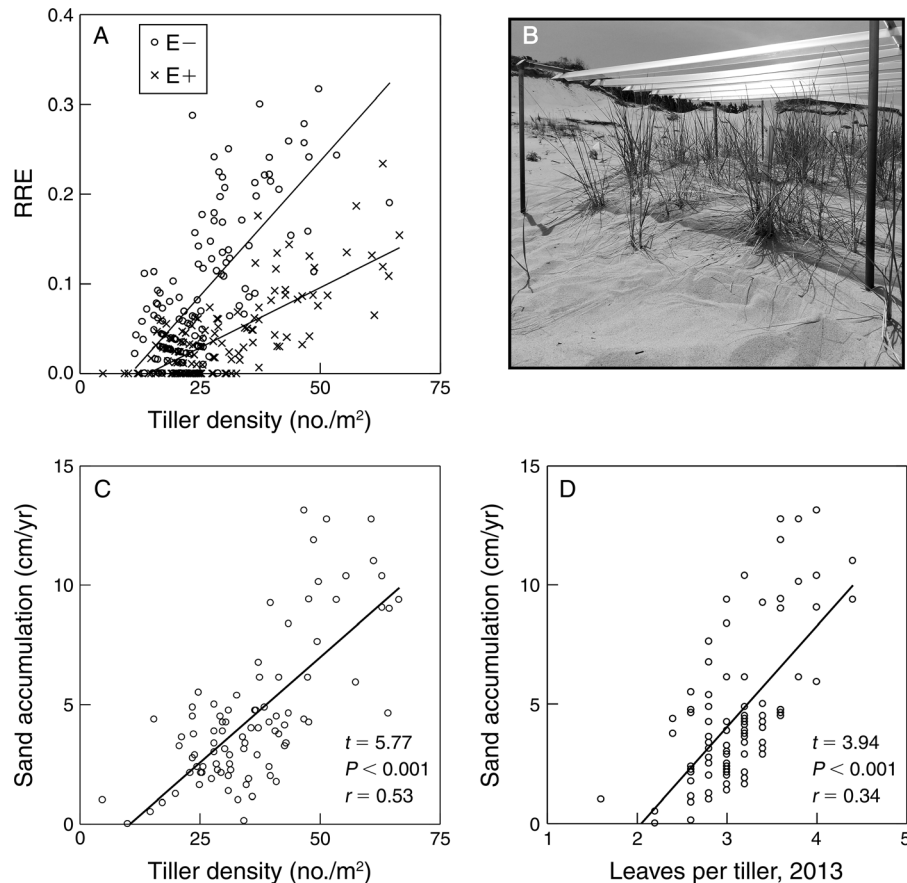 A
E−
E+
0.4
0.3
0.2
0.1
0.0
RRE
0 25 50 75
Tiller density (no./m²)
B
C
15
10
5
0
Sand accumulation (cm/yr)
t = 5.77
P < 0.001
r = 0.53
0 25 50 75
Tiller density (no./m²)
D
15
10
5
0
Sand accumulation (cm/yr)
t = 3.94
P < 0.001
r = 0.34
1 2 3 4 5
Leaves per tiller, 2013